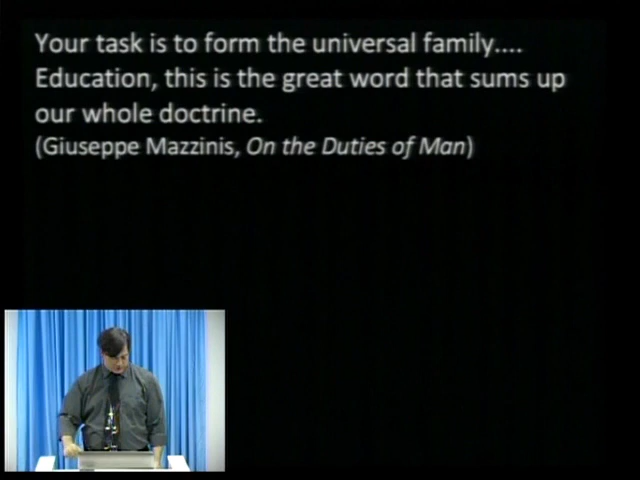 Your task is to form the universal family....
Education, this is the great word that sums up
our whole doctrine.
(Giuseppe Mazzinis, On the Duties of Man)